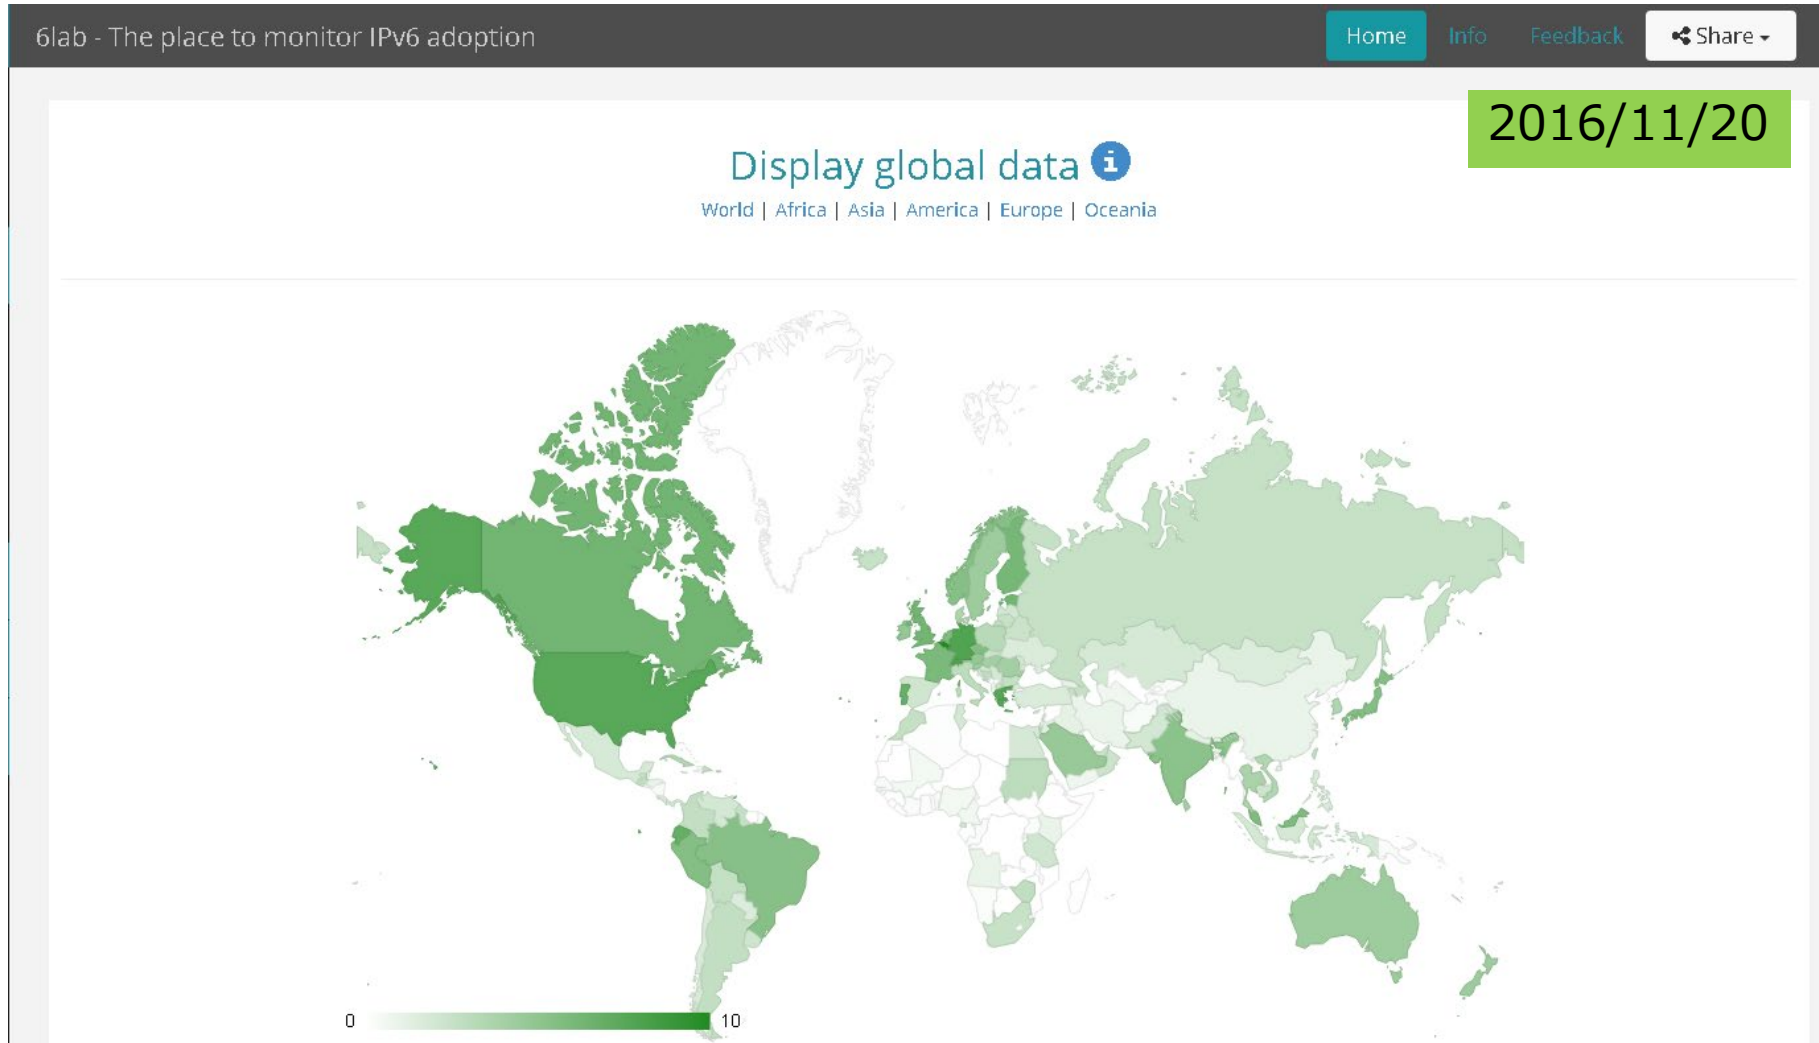 6lab - The place to monitor IPv6 adoption
Home Info Feedback Share
2016/11/20
Display global data i
World | Africa | Asia | America | Europe | Oceania
0 10